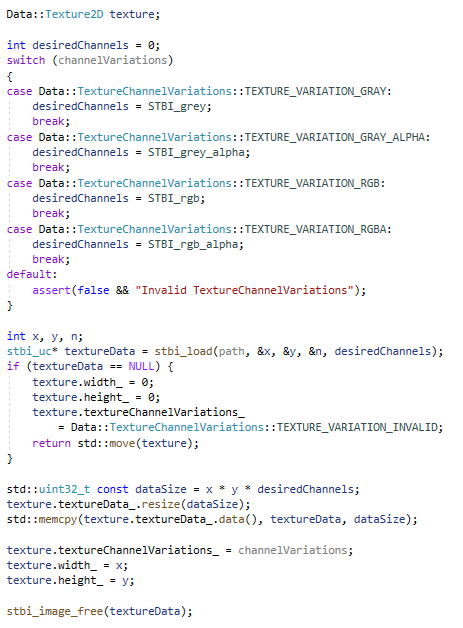 Data::Texture2D texture;

int desiredChannels = 0;
switch (channelVariations)
{
case Data::TextureChannelVariations::TEXTURE_VARIATION_GRAY:
    desiredChannels = STBI_grey;
    break;
case Data::TextureChannelVariations::TEXTURE_VARIATION_GRAY_ALPHA:
    desiredChannels = STBI_grey_alpha;
    break;
case Data::TextureChannelVariations::TEXTURE_VARIATION_RGB:
    desiredChannels = STBI_rgb;
    break;
case Data::TextureChannelVariations::TEXTURE_VARIATION_RGBA:
    desiredChannels = STBI_rgb_alpha;
    break;
default:
    assert(false && "Invalid TextureChannelVariations");
}

int x, y, n;
stbi_uc* textureData = stbi_load(path, &x, &y, &n, desiredChannels);
if (textureData == NULL) {
    texture.width_ = 0;
    texture.height_ = 0;
    texture.textureChannelVariations_
        = Data::TextureChannelVariations::TEXTURE_VARIATION_INVALID;
    return std::move(texture);
}

std::uint32_t const dataSize = x * y * desiredChannels;
texture.textureData_.resize(dataSize);
std::memcpy(texture.textureData_.data(), textureData, dataSize);

texture.textureChannelVariations_ = channelVariations;
texture.width_ = x;
texture.height_ = y;

stbi_image_free(textureData);